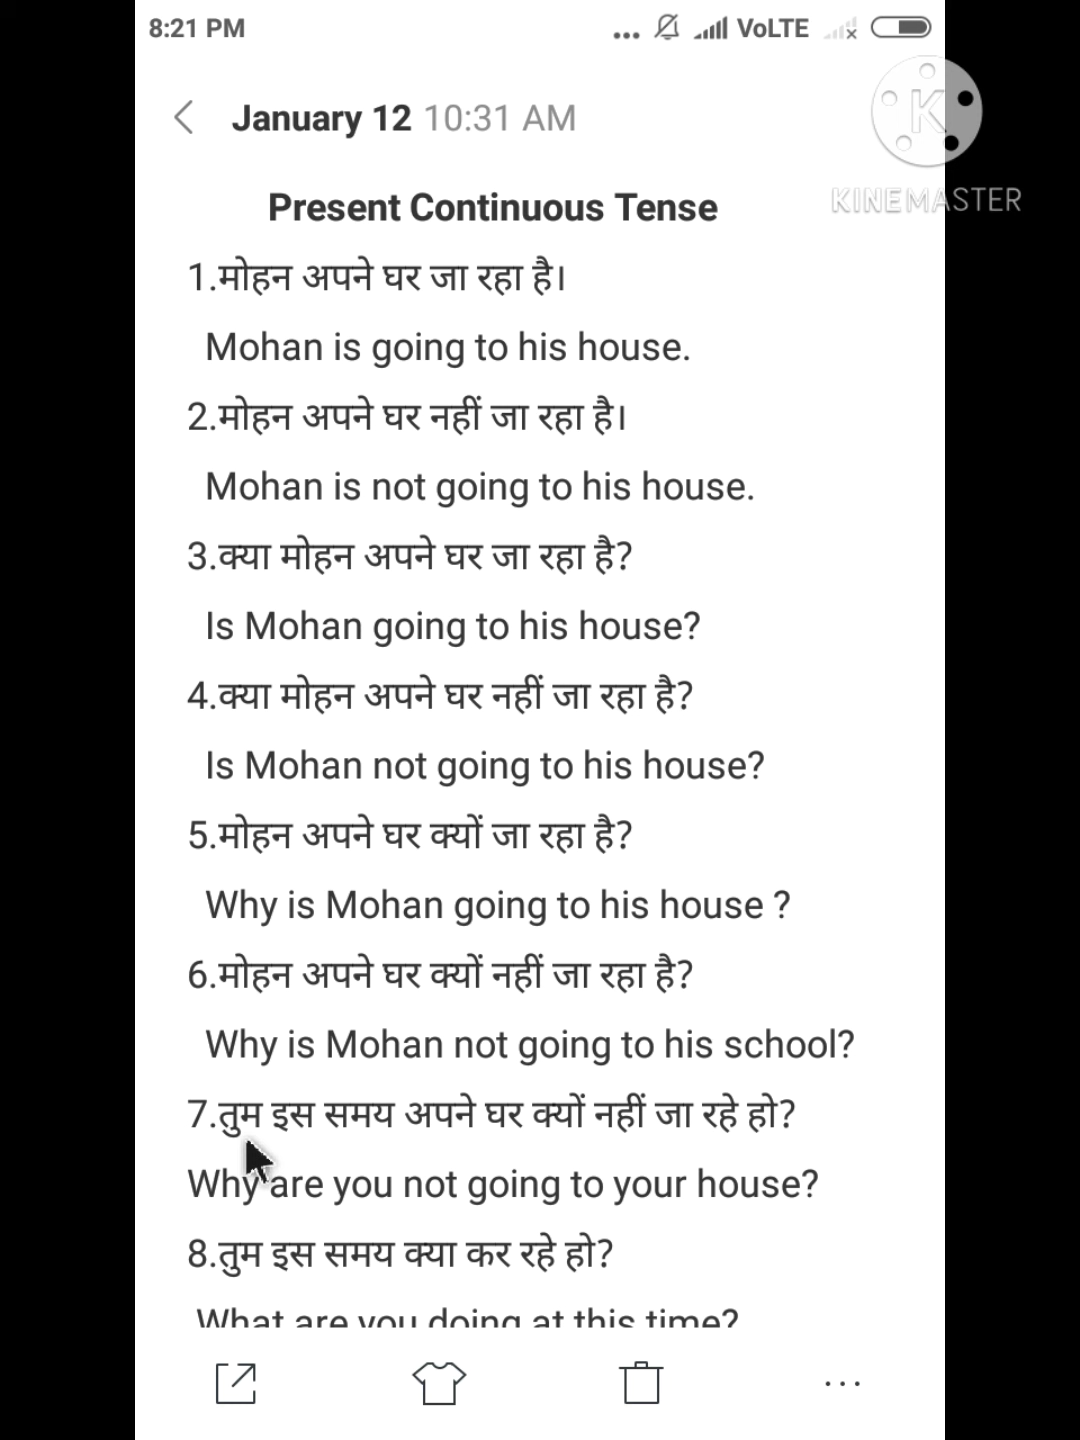 8:21 PM ... VoLTE
January 12 10:31 AM
K
KINEMASTER
Present Continuous Tense
1.मोहन अपने घर जा रहा है।
Mohan is going to his house.
2.मोहन अपने घर नहीं जा रहा है।
Mohan is not going to his house.
3.क्या मोहन अपने घर जा रहा है?
Is Mohan going to his house?
4.क्या मोहन अपने घर नहीं जा रहा है?
Is Mohan not going to his house?
5.मोहन अपने घर क्यों जा रहा है?
Why is Mohan going to his house ?
6.मोहन अपने घर क्यों नहीं जा रहा है?
Why is Mohan not going to his school?
7.तुम इस समय अपने घर क्यों नहीं जा रहे हो?
Why are you not going to your house?
8.तुम इस समय क्या कर रहे हो?
What are you doing at this time?